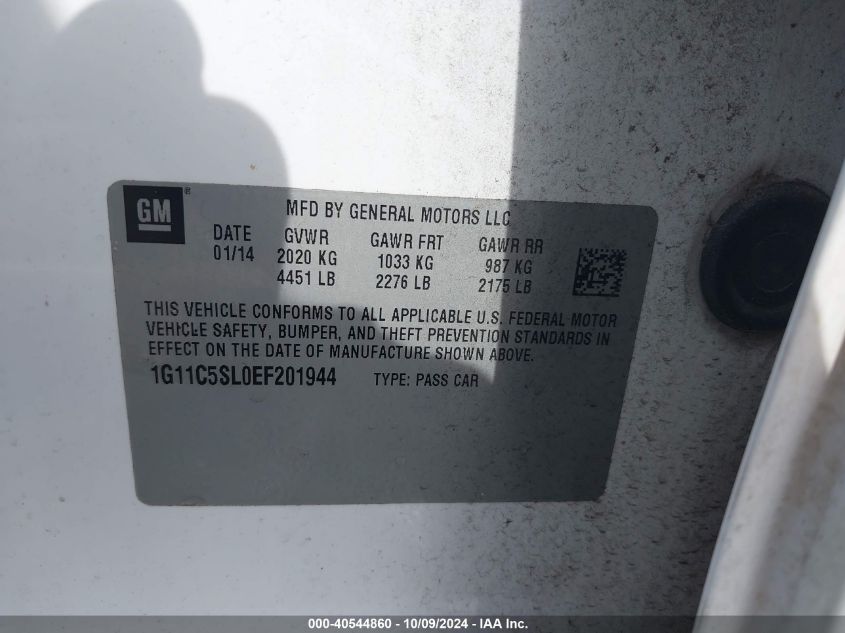 GM ®
MFD BY GENERAL MOTORS LLC
DATE GVWR GAWR FRT GAWR RR
01/14 2020 KG 1033 KG 987 KG
4451 LB 2276 LB 2175 LB
THIS VEHICLE CONFORMS TO ALL APPLICABLE U.S. FEDERAL MOTOR
VEHICLE SAFETY, BUMPER, AND THEFT PREVENTION STANDARDS IN
EFFECT ON THE DATE OF MANUFACTURE SHOWN ABOVE.
1G11C5SL0EF201944 TYPE: PASS CAR
000-40544860 - 10/09/2024 - IAA Inc.